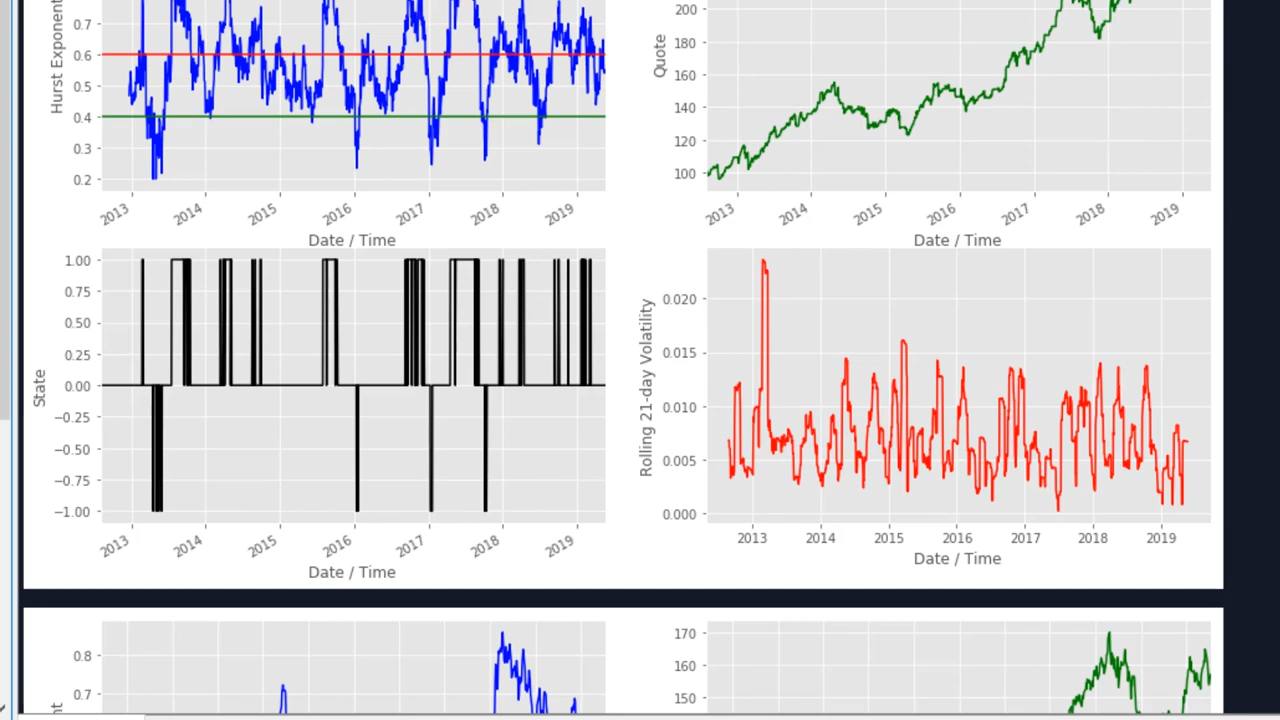 0.7
0.6
0.5
0.4
0.3
0.2
Hurst Exponent
2013 2014 2015 2016 2017 2018 2019
Date / Time
200
180
160
140
120
100
Quote
2013 2014 2015 2016 2017 2018 2019
Date / Time
1.00
0.75
0.50
0.25
0.00
−0.25
−0.50
−0.75
−1.00
State
2013 2014 2015 2016 2017 2018 2019
Date / Time
0.020
0.015
0.010
0.005
0.000
Rolling 21-day Volatility
2013 2014 2015 2016 2017 2018 2019
Date / Time
0.8
0.7
nt
170
160
150